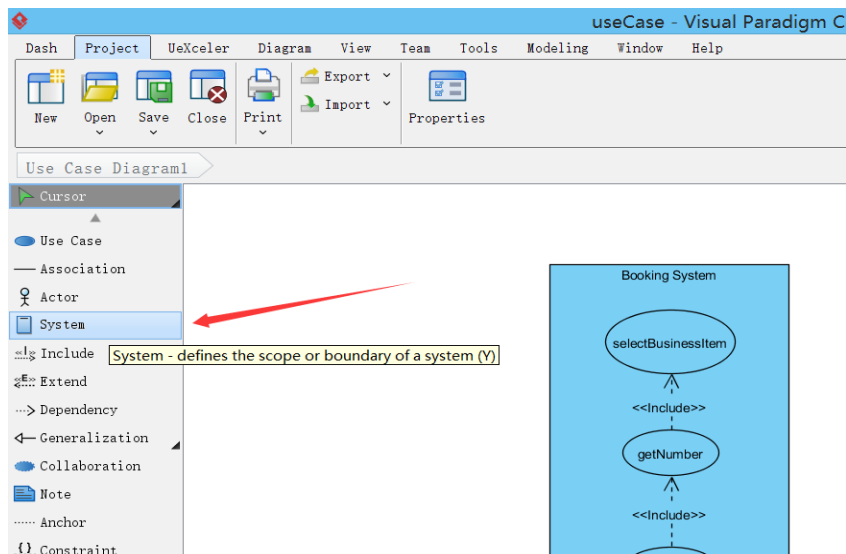 useCase - Visual Paradigm C
Dash Project UeXceler Diagram View Team Tools Modeling Window Help
Export
Import
New Open Save Close Print Properties
Use Case Diagram1
Cursor
Use Case
Association
Actor
System
Include
System - defines the scope or boundary of a system (Y)
Extend
Dependency
Generalization
Collaboration
Note
Anchor
{} Constraint
Booking System
selectBusinessItem
<<Include>>
getNumber
<<Include>>